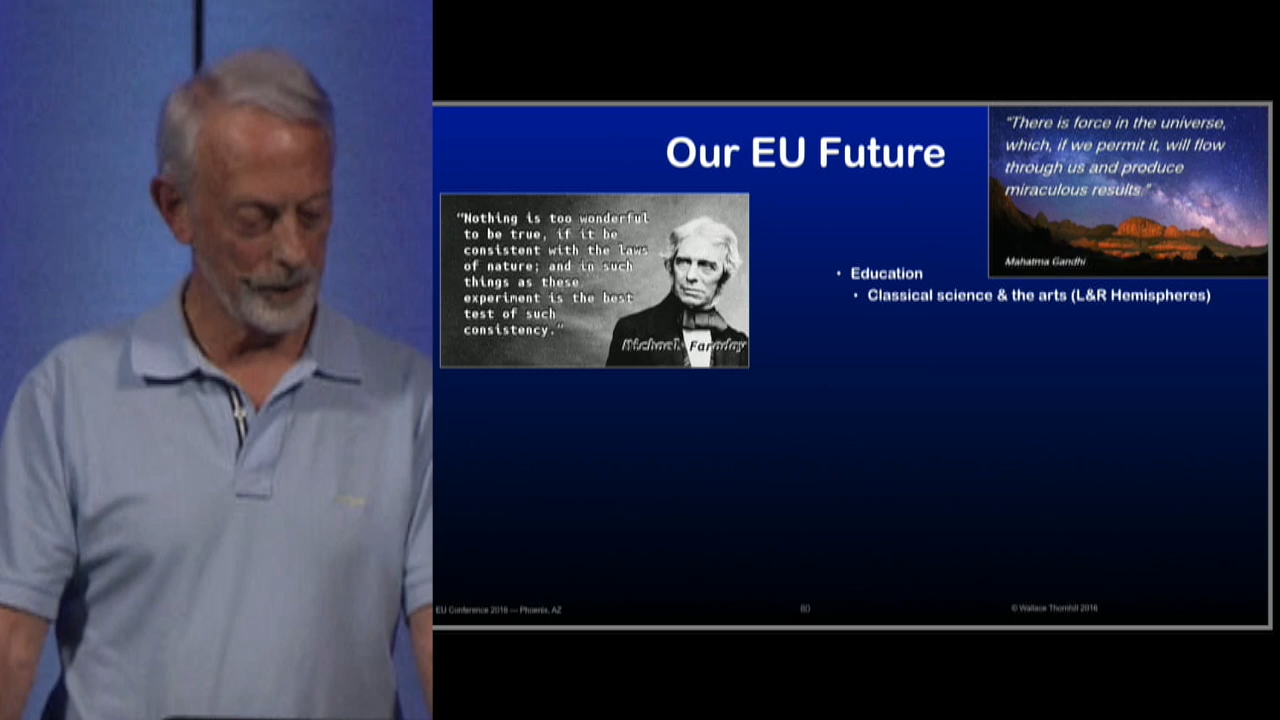 Our EU Future
"There is force in the universe,
which, if we permit it, will flow
through us and produce
miraculous results"
Mahatma Gandhi
"Nothing is too wonderful
to be true, if it be
consistent with the laws
of nature; and in such
things as these
experiment is the best
test of such
consistency."
Michael Faraday
• Education
• Classical science & the arts (L&R Hemispheres)
EU Conference 2016 — Phoenix, AZ
60
© Wallace Thornhill 2016